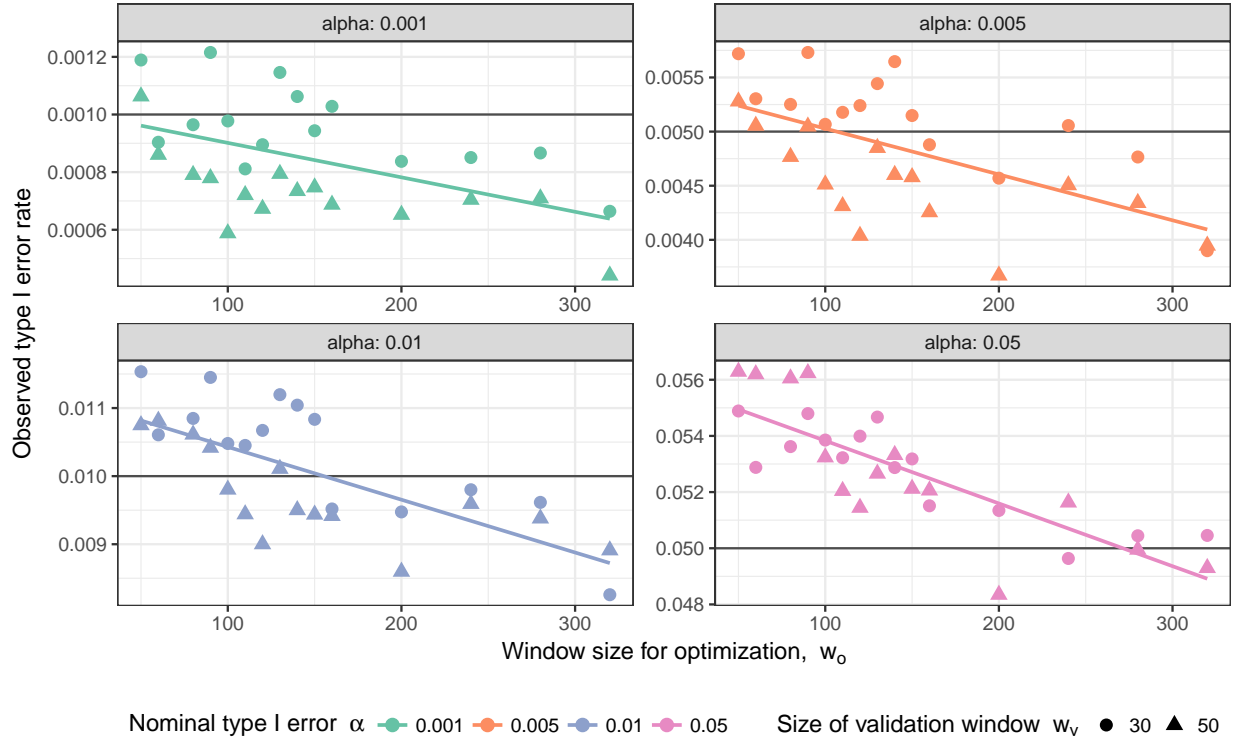 alpha: 0.001
alpha: 0.005
0.0012
0.0010
0.0008
0.0006
0.0055
0.0050
0.0045
0.0040
100 200 300
100 200 300
alpha: 0.01
alpha: 0.05
0.011
0.010
0.009
0.056
0.054
0.052
0.050
0.048
100 200 300
100 200 300
Observed type I error rate
Window size for optimization, wₒ
Nominal type I error α 0.001 0.005 0.01 0.05 Size of validation window wᵥ 30 50